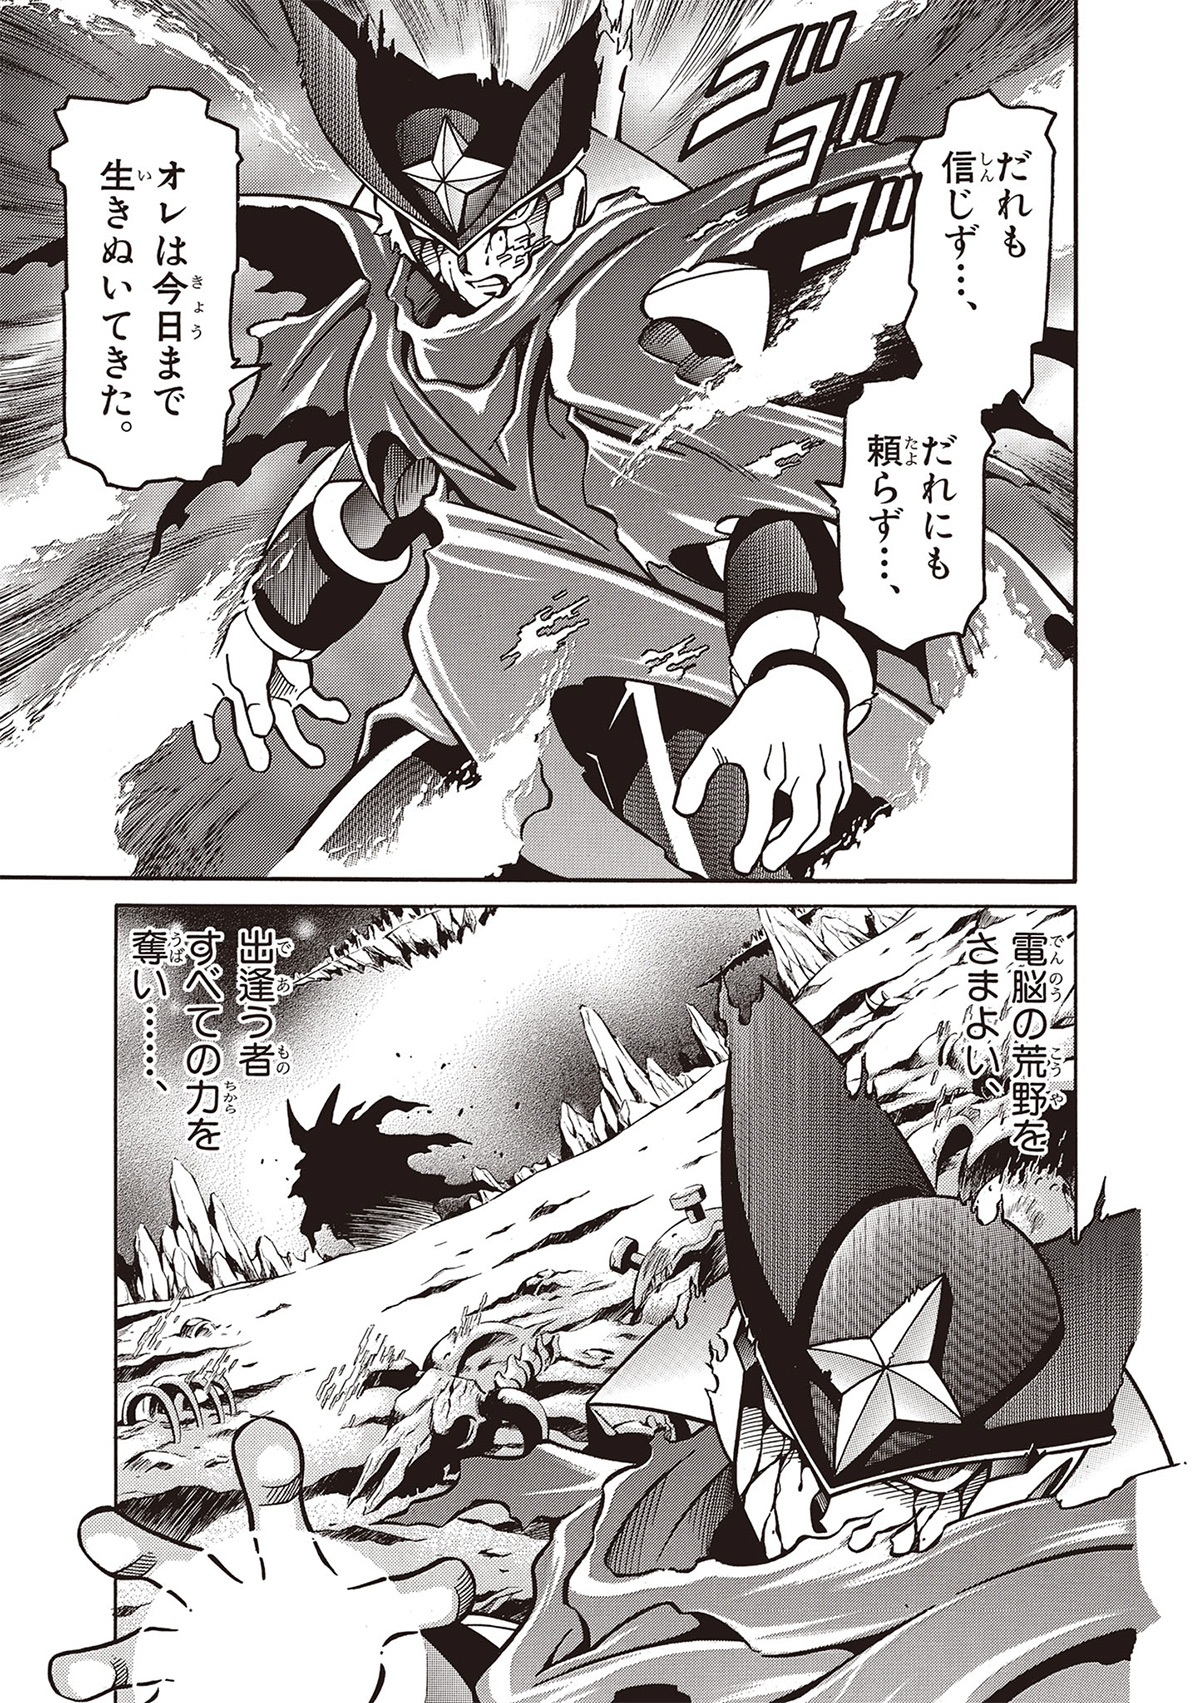 だれも
信じず…、
だれにも
頼らず…、
オレは今日まで
生きぬいてきた。
ゴゴゴ
電脳の荒野を
さまよい、
出逢う者
すべての力を
奪い……、